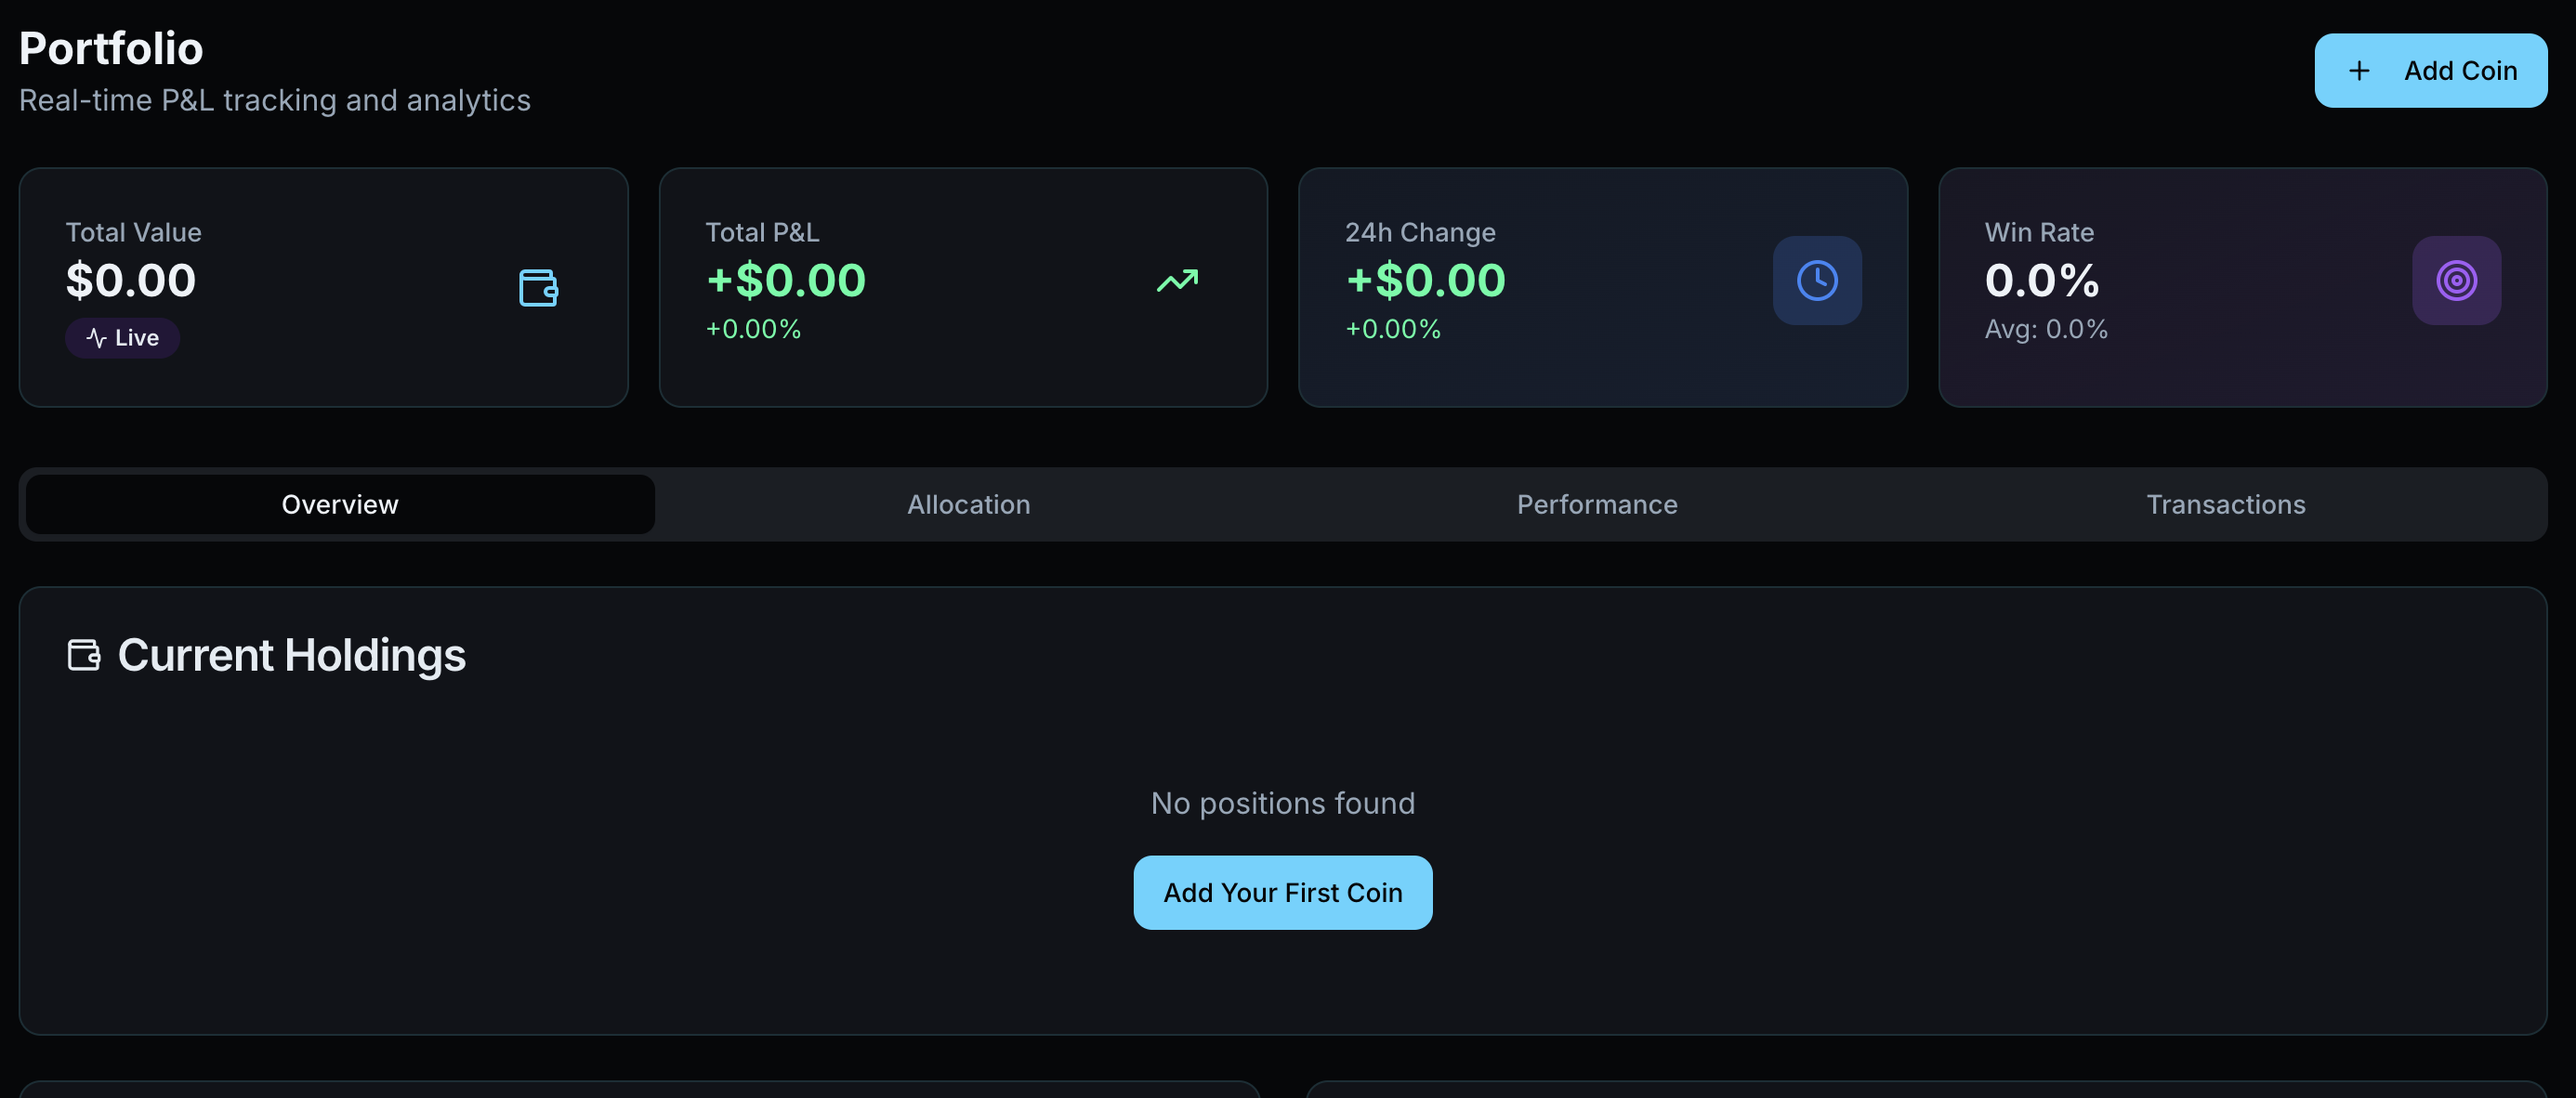 Portfolio
Real-time P&L tracking and analytics
+ Add Coin
Total Value
$0.00
Live
Total P&L
+$0.00
+0.00%
24h Change
+$0.00
+0.00%
Win Rate
0.0%
Avg: 0.0%
Overview
Allocation
Performance
Transactions
Current Holdings
No positions found
Add Your First Coin